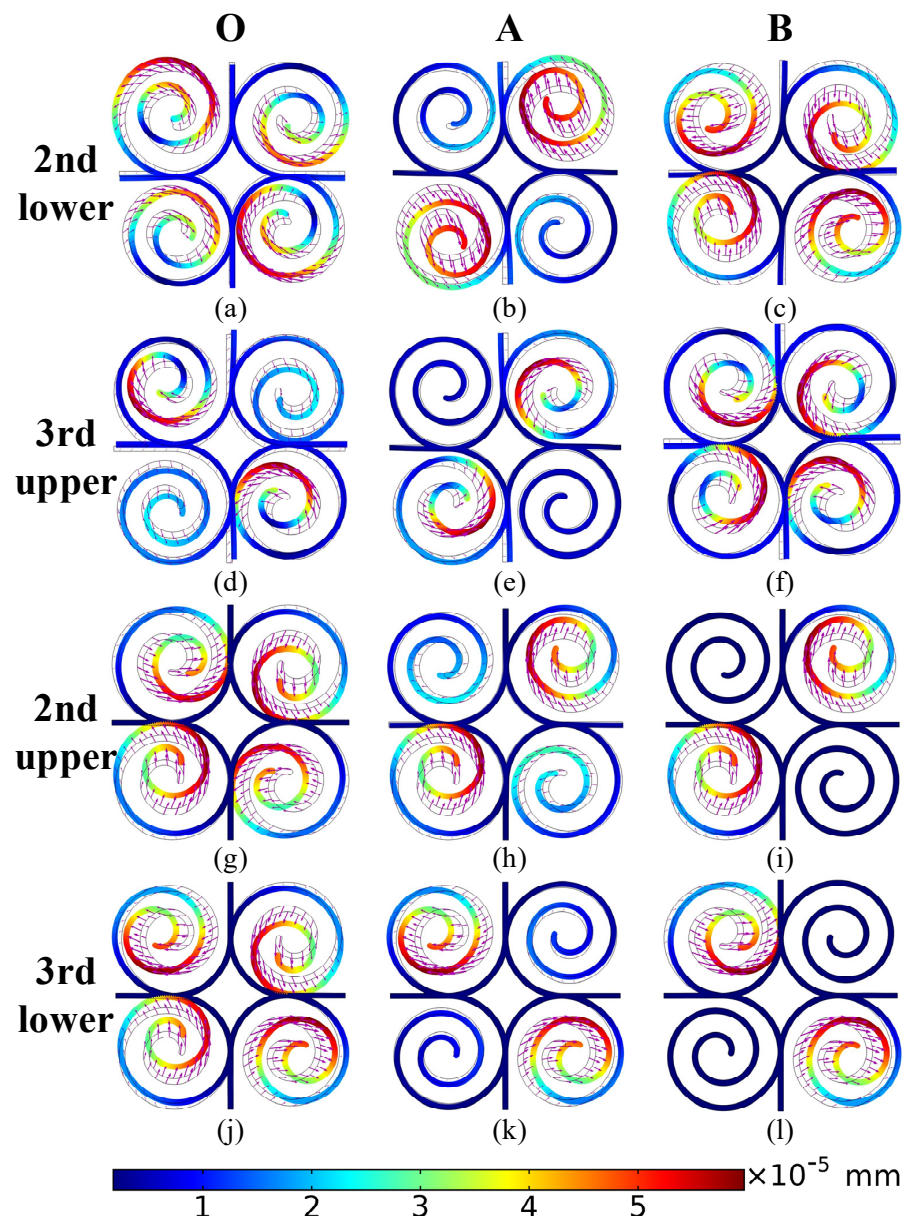 O A B
2nd
lower
(a) (b) (c)
3rd
upper
(d) (e) (f)
2nd
upper
(g) (h) (i)
3rd
lower
(j) (k) (l)
×10⁻⁵ mm
1 2 3 4 5